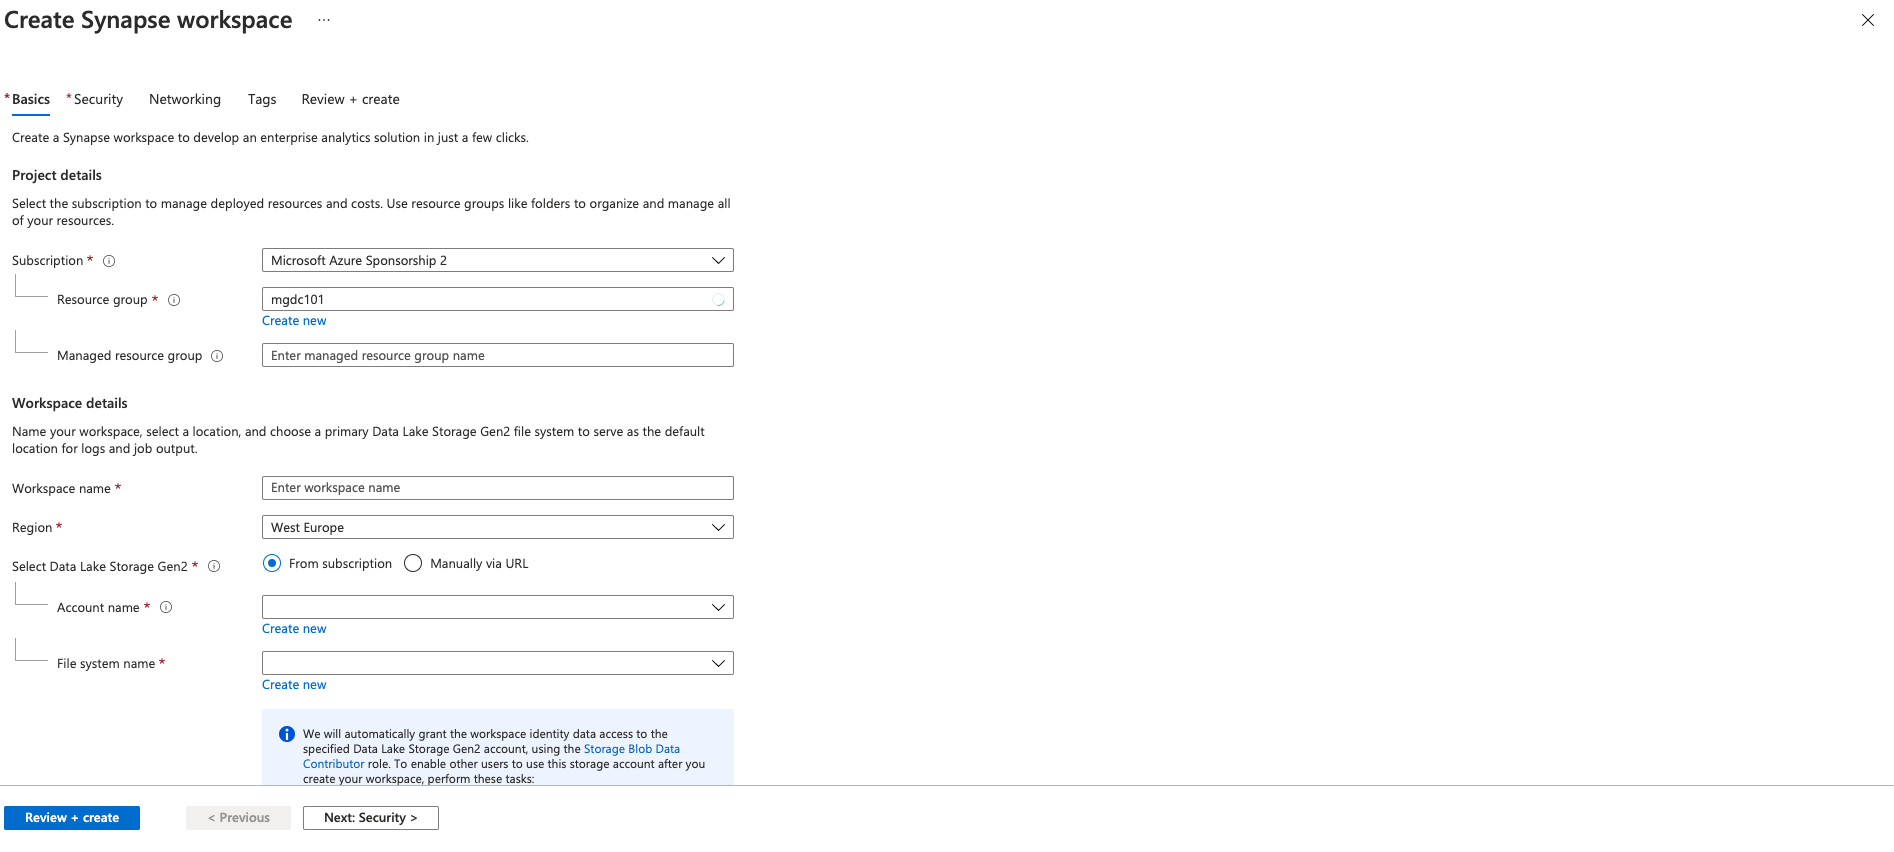 Create Synapse workspace ...
* Basics * Security Networking Tags Review + create
Create a Synapse workspace to develop an enterprise analytics solution in just a few clicks.
Project details
Select the subscription to manage deployed resources and costs. Use resource groups like folders to organize and manage all
of your resources.
Subscription * Microsoft Azure Sponsorship 2
Resource group * mgdc101
Create new
Managed resource group Enter managed resource group name
Workspace details
Name your workspace, select a location, and choose a primary Data Lake Storage Gen2 file system to serve as the default
location for logs and job output.
Workspace name * Enter workspace name
Region * West Europe
Select Data Lake Storage Gen2 * From subscription Manually via URL
Account name *
Create new
File system name *
Create new
We will automatically grant the workspace identity data access to the
specified Data Lake Storage Gen2 account, using the Storage Blob Data
Contributor role. To enable other users to use this storage account after you
create your workspace, perform these tasks:
Review + create < Previous Next: Security >